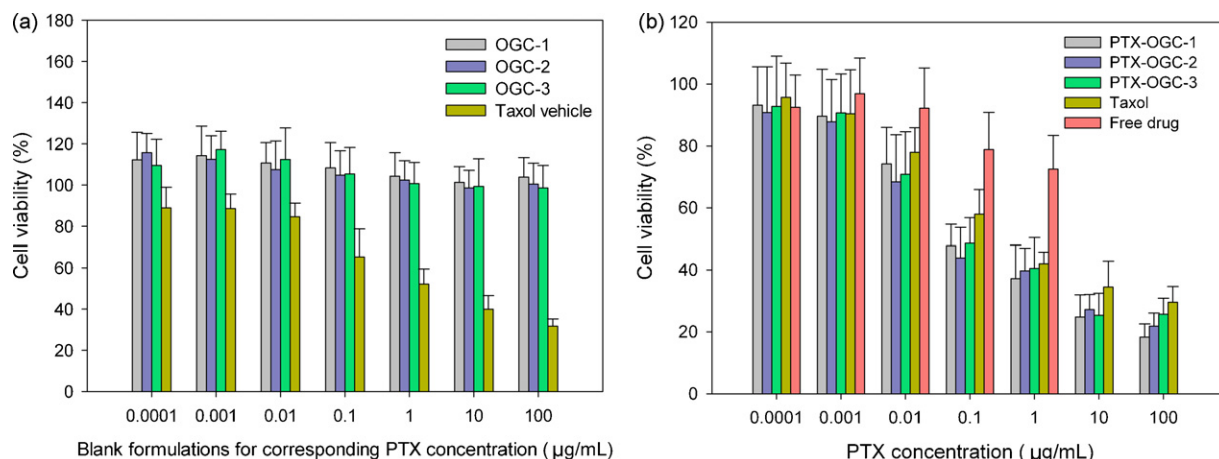 (a)
180
160
140
120
100
80
60
40
20
0
Cell viability (%)
OGC-1
OGC-2
OGC-3
Taxol vehicle
0.0001 0.001 0.01 0.1 1 10 100
Blank formulations for corresponding PTX concentration ( µg/mL)
(b)
120
100
80
60
40
20
0
Cell viability (%)
PTX-OGC-1
PTX-OGC-2
PTX-OGC-3
Taxol
Free drug
0.0001 0.001 0.01 0.1 1 10 100
PTX concentration ( µg/mL)